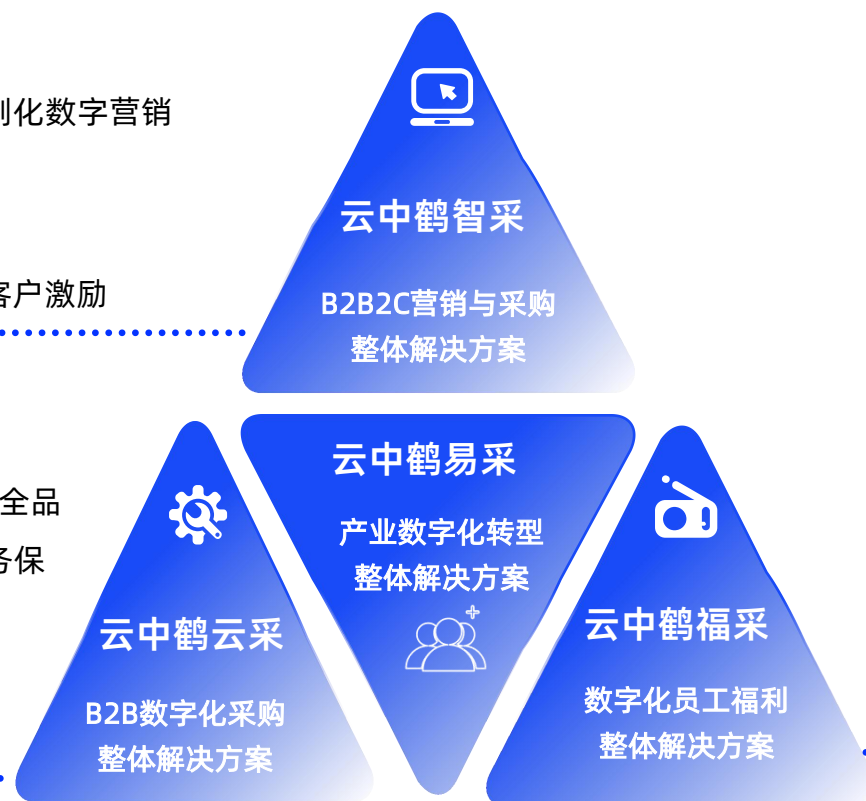 化数字营销
云中鹤智采
B2B2C营销与采购
整体解决方案
客户激励
云中鹤易采
产业数字化转型
整体解决方案
全品
务保
云中鹤云采
B2B数字化采购
整体解决方案
云中鹤福采
数字化员工福利
整体解决方案